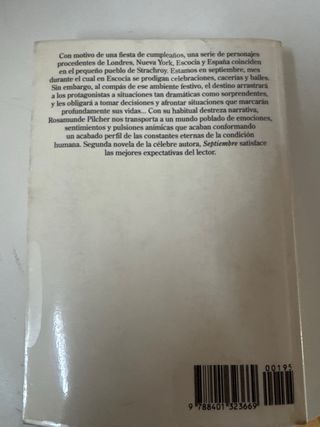 Con motivo de una fiesta de cumpleaños, una serie de personajes
procedentes de Londres, Nueva York, Escocia y España coinciden
en el pequeño pueblo de Strachroy. Estamos en septiembre, mes
durante el cual en Escocia se prodigan celebraciones, cacerías y bailes.
Sin embargo, al compás de ese ambiente festivo, el destino arrastrará
a los protagonistas a situaciones tan dramáticas como sorprendentes,
y les obligará a tomar decisiones y afrontar situaciones que marcarán
profundamente sus vidas... Con su habitual destreza narrativa,
Rosamunde Pilcher nos transporta a un mundo poblado de emociones,
sentimientos y pulsiones anímicas que acaban conformando
un acabado perfil de las constantes eternas de la condición
humana. Segunda novela de la célebre autora, Septiembre satisface
las mejores expectativas del lector.
00195
9 788401 323669